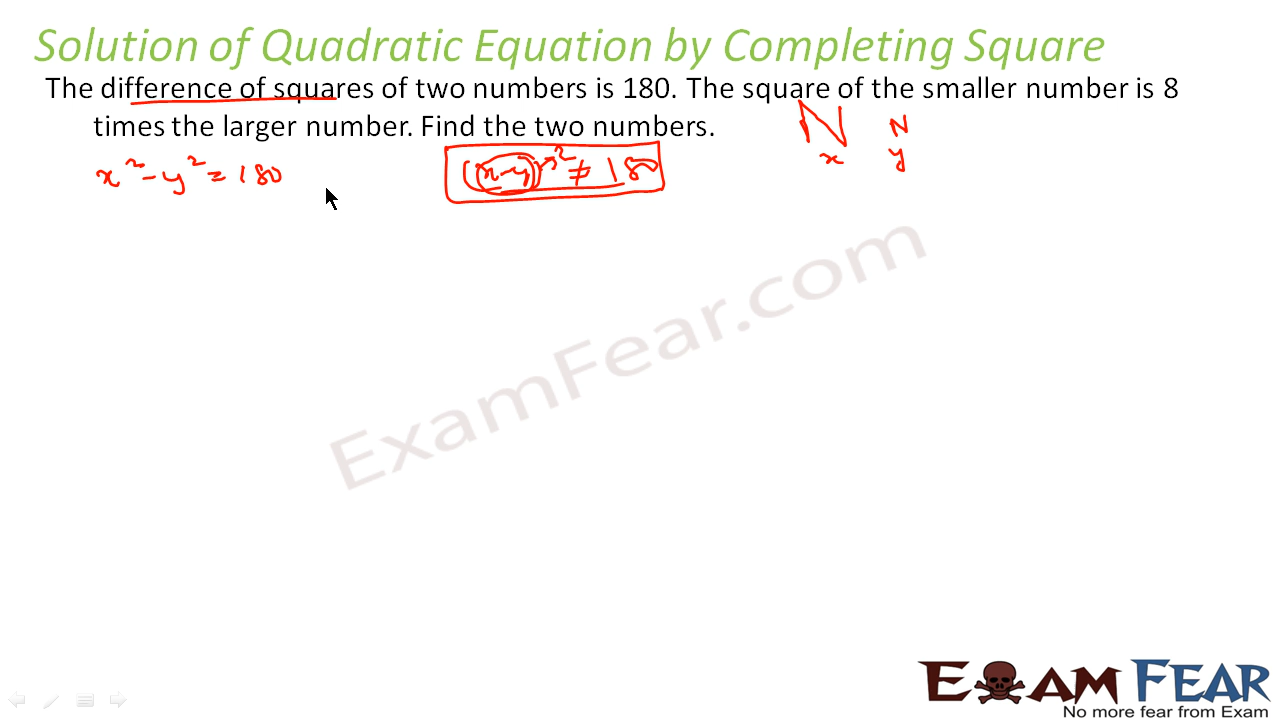 Solution of Quadratic Equation by Completing Square
The difference of squares of two numbers is 180. The square of the smaller number is 8
times the larger number. Find the two numbers.
N N
x y
x² - y² = 180
(x-y)² ≠ 180
ExamFear.com
EXAM FEAR
No more fear from Exam